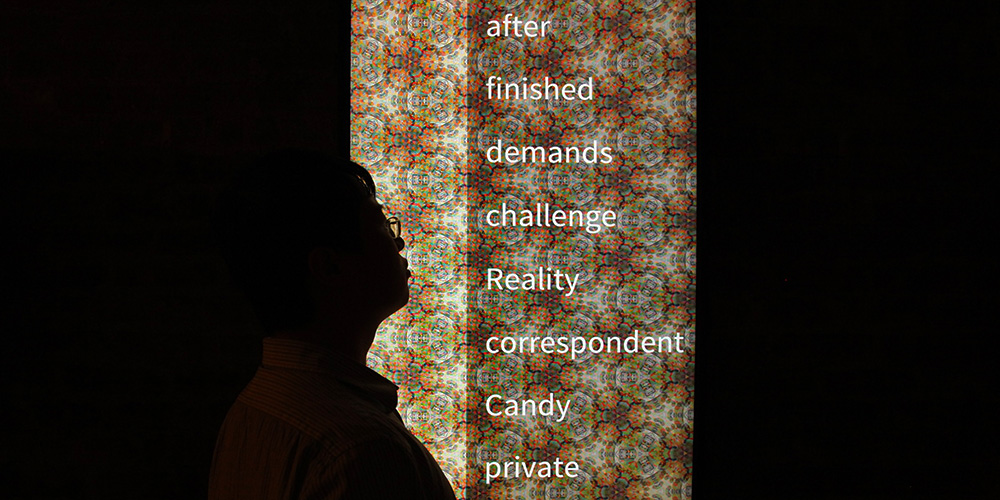 after
finished
demands
challenge
Reality
correspondent
Candy
private